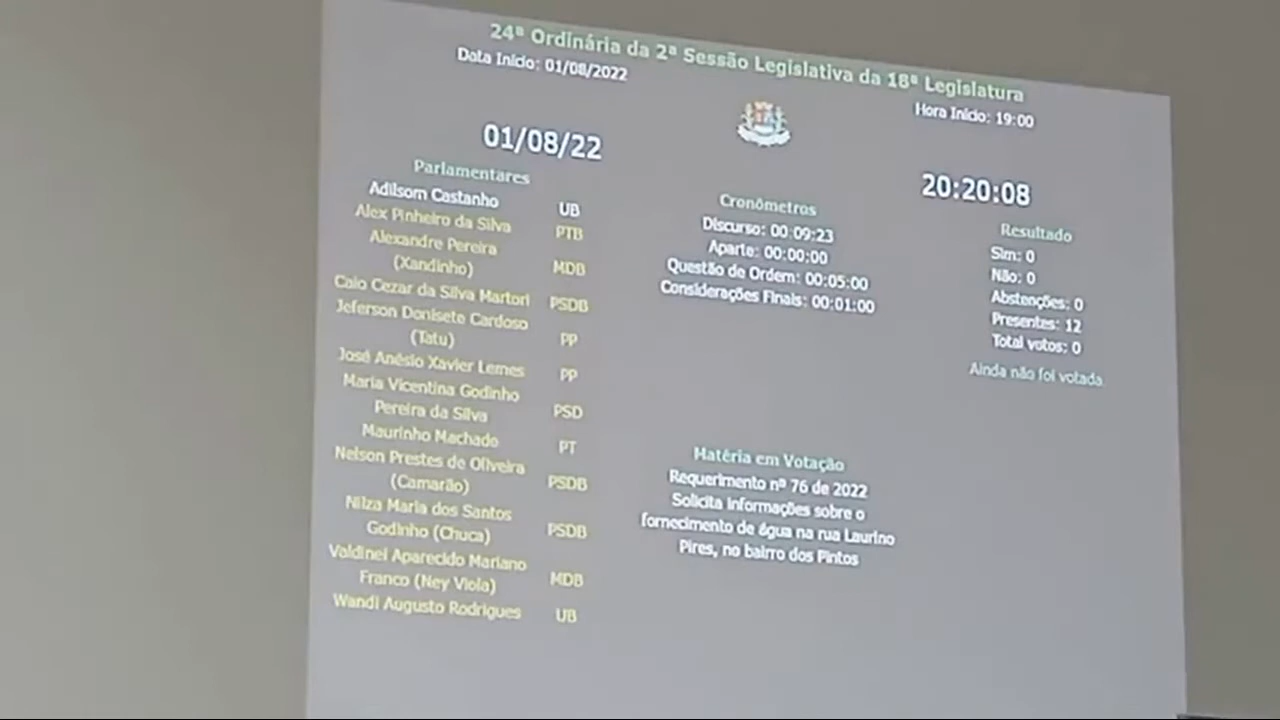 24ª Ordinária da 2ª Sessão Legislativa da 18ª Legislatura
Data Início: 01/08/2022
Hora Início: 19:00
01/08/22
20:20:08
Parlamentares
Adilsom Castanho UB
Alex Pinheiro da Silva PTB
Alexandre Pereira
(Xandinho) MDB
Caio Cezar da Silva Martori PSDB
Jeferson Donisete Cardoso
(Tatu) PP
José Anésio Xavier Lemes PP
Maria Vicentina Godinho
Pereira da Silva PSD
Maurinho Machado PT
Nelson Prestes de Oliveira
(Camarão) PSDB
Nilza Maria dos Santos
Godinho (Chuca) PSDB
Valdinei Aparecido Mariano
Franco (Ney Viola) MDB
Wandi Augusto Rodrigues UB
Cronômetros
Discurso: 00:09:23
Aparte: 00:00:00
Questão de Ordem: 00:05:00
Considerações Finais: 00:01:00
Resultado
Sim: 0
Não: 0
Abstenções: 0
Presentes: 12
Total votos: 0
Ainda não foi votada
Matéria em Votação
Requerimento nº 76 de 2022
Solicita informações sobre o
fornecimento de água na rua Laurino
Pires, no bairro dos Pintos